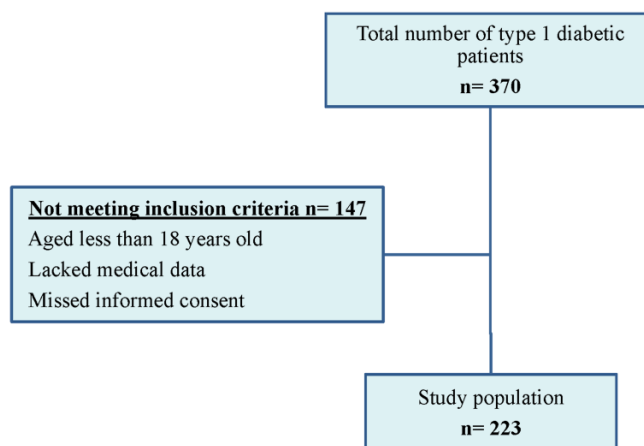 Total number of type 1 diabetic
patients
n= 370
Not meeting inclusion criteria n= 147
Aged less than 18 years old
Lacked medical data
Missed informed consent
Study population
n= 223